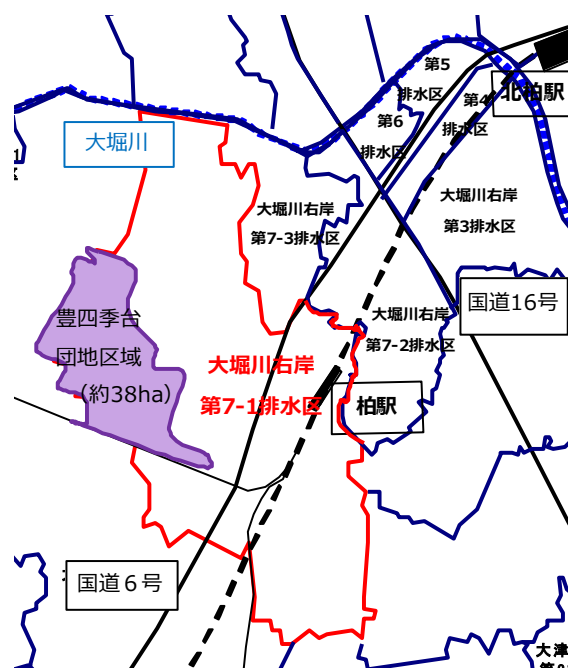 第5
排水区
第4
排水区
北柏駅
第6
排水区
大堀川
大堀川右岸
第7-3排水区
大堀川右岸
第3排水区
国道16号
豊四季台
団地区域
（約38ha）
大堀川右岸
第7-2排水区
大堀川右岸
第7-1排水区
柏駅
国道６号
大津
区